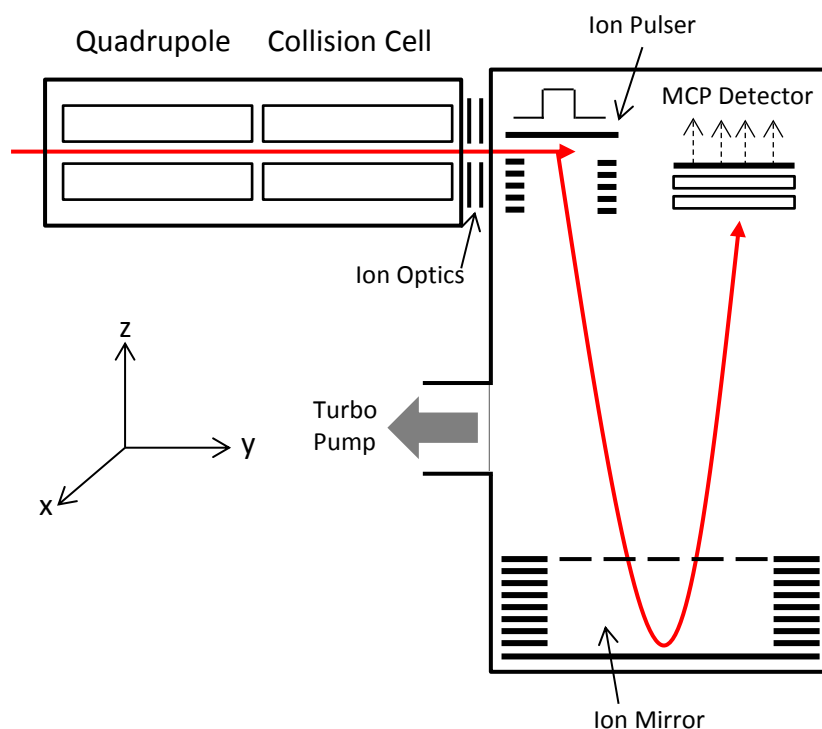 Ion Pulser
Quadrupole
Collision Cell
MCP Detector
Ion Optics
z
y
x
Turbo
Pump
Ion Mirror